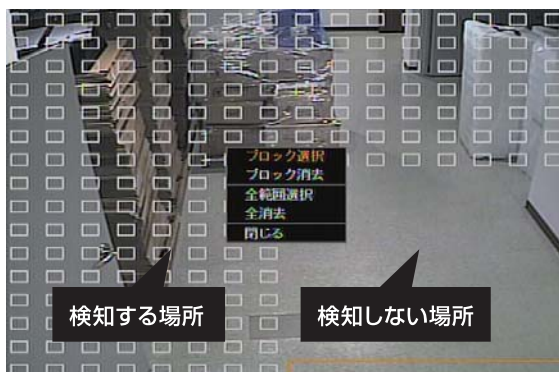 ブロック選択
ブロック消去
全範囲選択
全消去
閉じる
検知する場所
検知しない場所